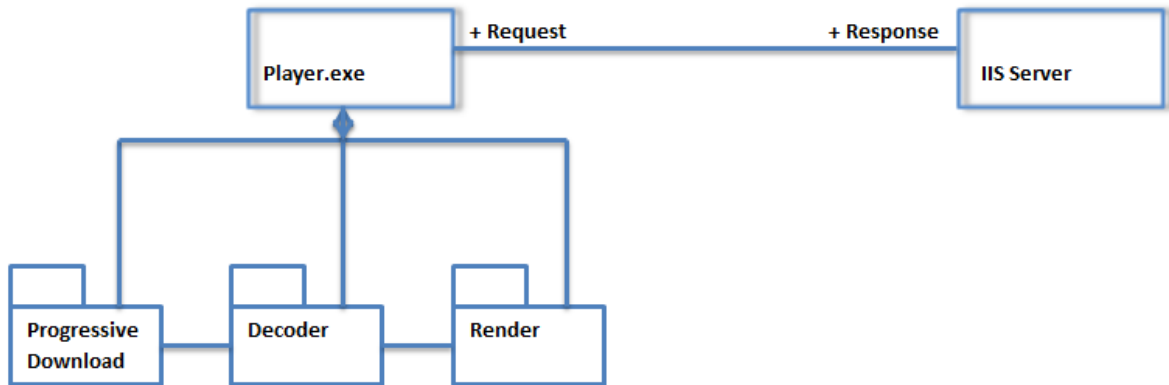 + Request
+ Response
Player.exe
IIS Server
Progressive
Download
Decoder
Render